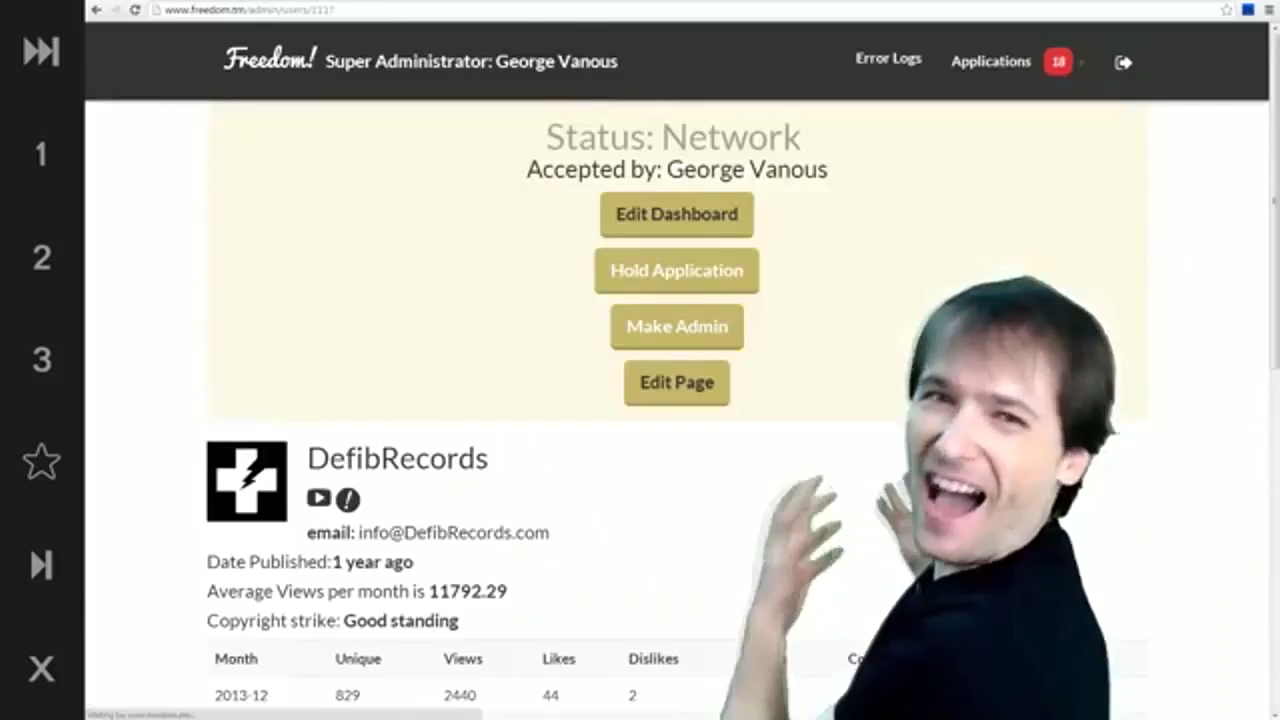 www.freedom.tm/admin/users/1117
Freedom! Super Administrator: George Vanous
Error Logs
Applications 18
Status: Network
Accepted by: George Vanous
Edit Dashboard
Hold Application
Make Admin
Edit Page
1
2
3
X
DefibRecords
email: info@DefibRecords.com
Date Published:1 year ago
Average Views per month is 11792.29
Copyright strike: Good standing
Month Unique Views Likes Dislikes
2013-12 829 2440 44 2